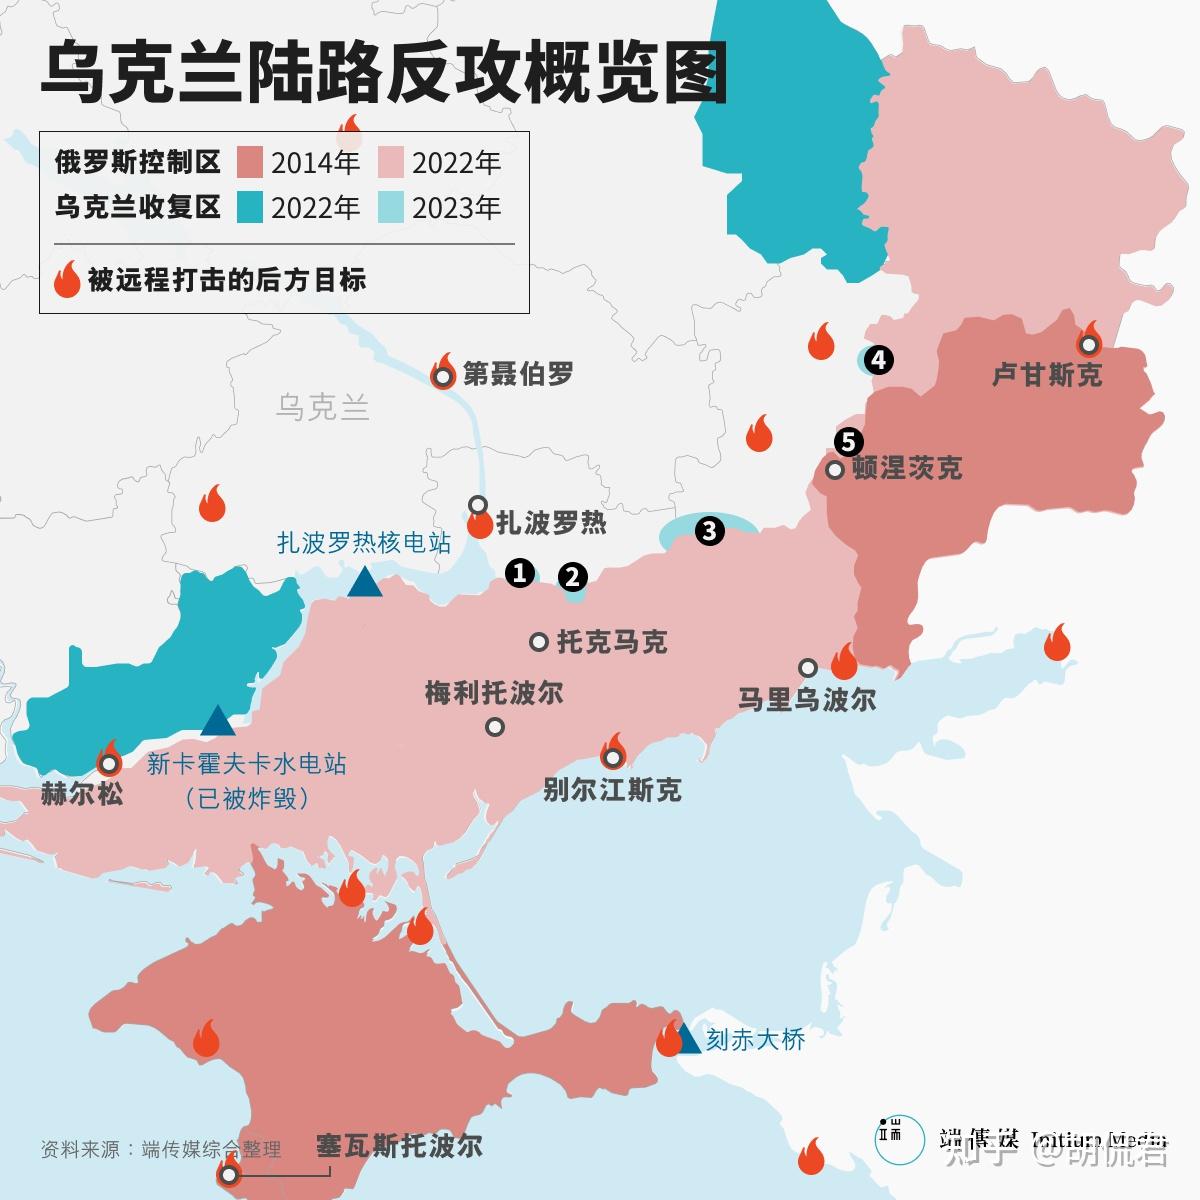 乌克兰陆路反攻概览图
俄罗斯控制区 2014年 2022年
乌克兰收复区 2022年 2023年
被远程打击的后方目标
第聂伯罗
乌克兰
4
卢甘斯克
5
顿涅茨克
扎波罗热
扎波罗热核电站
3
1
2
托克马克
梅利托波尔
马里乌波尔
新卡霍夫卡水电站
(已被炸毁)
赫尔松
别尔江斯克
刻赤大桥
资料来源:端传媒综合整理
塞瓦斯托波尔
端傳媒 Initium Media
知乎 @胡侃君